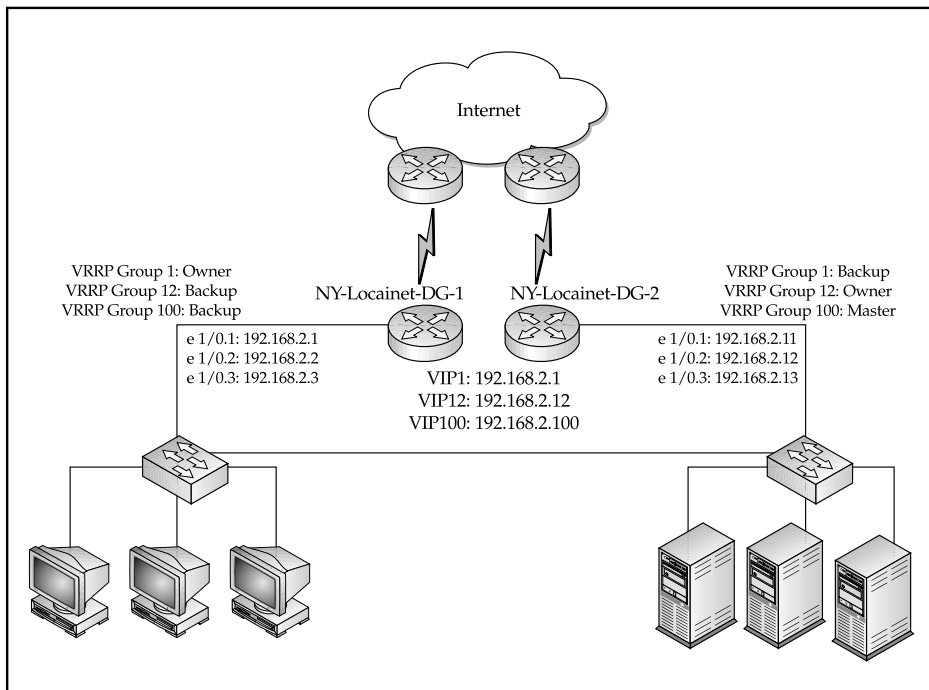 Internet
VRRP Group 1: Owner
VRRP Group 12: Backup
VRRP Group 100: Backup
NY-Locainet-DG-1
NY-Locainet-DG-2
VRRP Group 1: Backup
VRRP Group 12: Owner
VRRP Group 100: Master
e 1/0.1: 192.168.2.1
e 1/0.2: 192.168.2.2
e 1/0.3: 192.168.2.3
e 1/0.1: 192.168.2.11
e 1/0.2: 192.168.2.12
e 1/0.3: 192.168.2.13
VIP1: 192.168.2.1
VIP12: 192.168.2.12
VIP100: 192.168.2.100